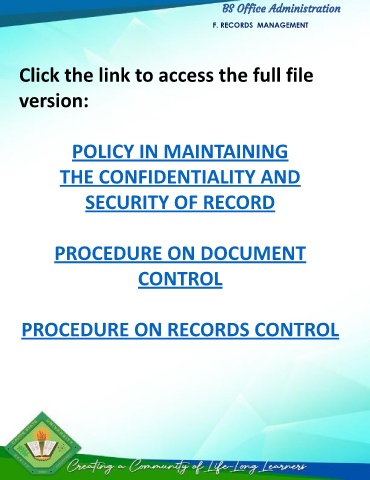 BS Office Administration
F. RECORDS MANAGEMENT
Click the link to access the full file
version:
POLICY IN MAINTAINING
THE CONFIDENTIALITY AND
SECURITY OF RECORD
PROCEDURE ON DOCUMENT
CONTROL
PROCEDURE ON RECORDS CONTROL
Creating a Community of Life-Long Learners